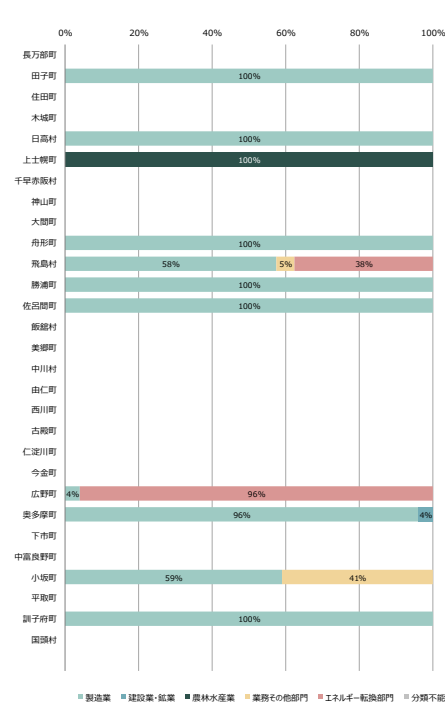 0% 20% 40% 60% 80% 100%
長万部町
田子町 100%
住田町
木城町
日高村 100%
上士幌町 100%
千早赤阪村
神山町
大間町
舟形町 100%
飛島村 58% 5% 38%
勝浦町 100%
佐呂間町 100%
飯舘村
美郷町
中川村
由仁町
西川町
古殿町
仁淀川町
今金町
広野町 4% 96%
奥多摩町 96% 4%
下市町
中富良野町
小坂町 59% 41%
平取町
訓子府町 100%
国頭村
製造業 建設業・鉱業 農林水産業 業務その他部門 エネルギー転換部門 分類不能